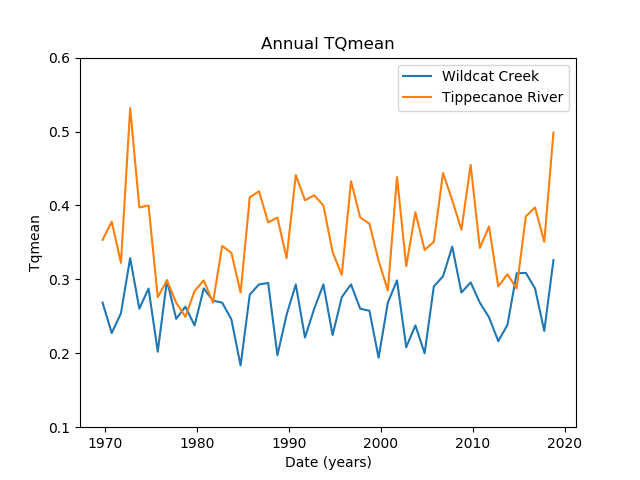 Annual TQmean
Wildcat Creek
Tippecanoe River
Tqmean
0.6
0.5
0.4
0.3
0.2
0.1
1970 1980 1990 2000 2010 2020
Date (years)